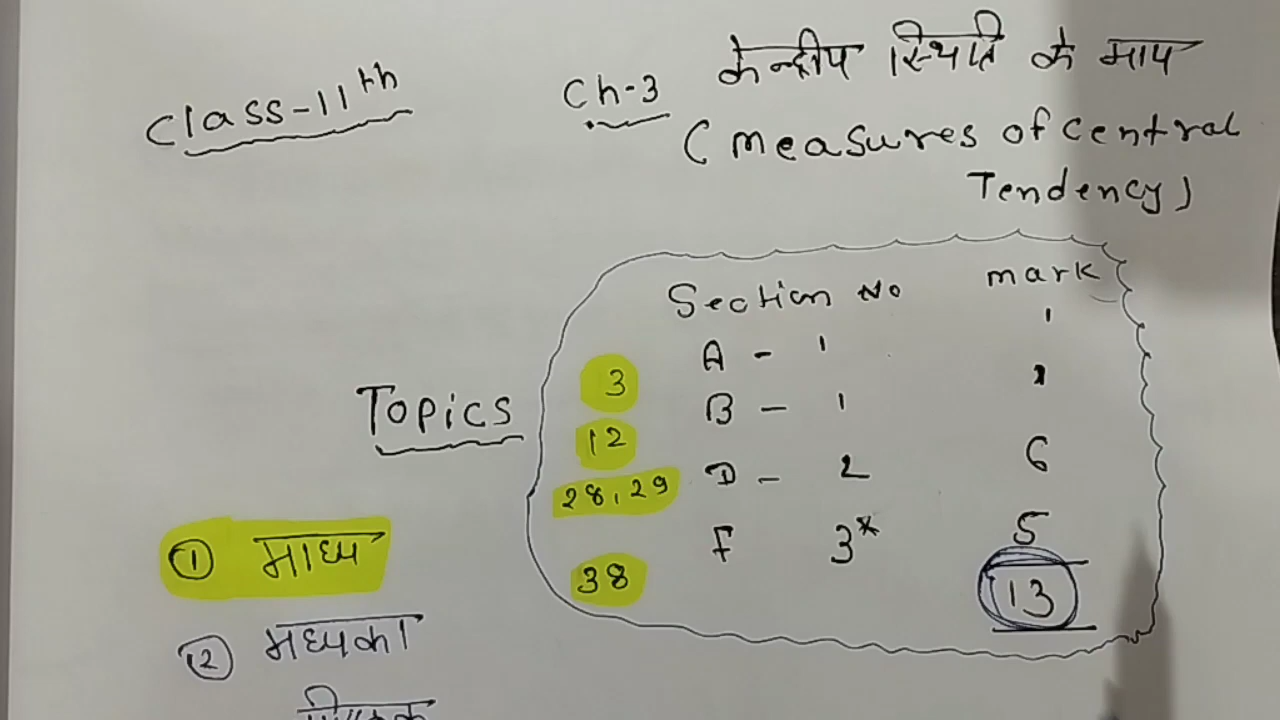 Class-11th
Ch-3 केन्द्रीय स्थिति के माप
(measures of central
Tendency)
Section No mark
A - 1 1
3
B - 1 1
Topics
12
D - 2 6
28, 29
F 3* 5
① माध्य
38
13
② मध्यका